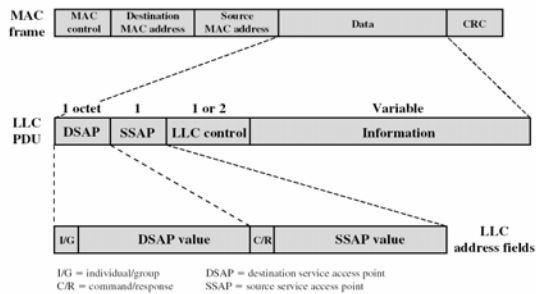 MAC frame
MAC control
Destination MAC address
Source MAC address
Data
CRC
1 octet
1
1 or 2
Variable
LLC PDU
DSAP
SSAP
LLC control
Information
I/G
DSAP value
C/R
SSAP value
LLC address fields
I/G = individual/group
DSAP = destination service access point
C/R = command/response
SSAP = source service access point